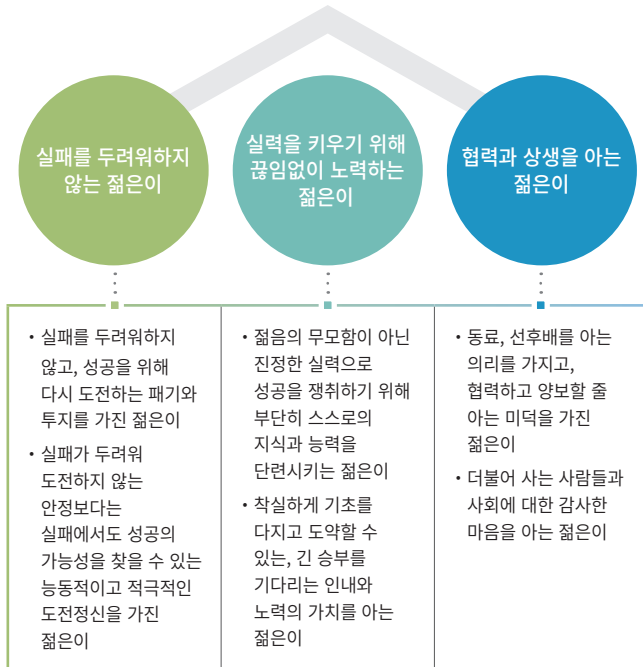 실패를 두려워하지
않는 젊은이
실력을 키우기 위해
끊임없이 노력하는
젊은이
협력과 상생을 아는
젊은이
• 실패를 두려워하지
않고, 성공을 위해
다시 도전하는 패기와
투지를 가진 젊은이
• 실패가 두려워
도전하지 않는
안정보다는
실패에서도 성공의
가능성을 찾을 수 있는
능동적이고 적극적인
도전정신을 가진
젊은이
• 젊음의 무모함이 아닌
진정한 실력으로
성공을 쟁취하기 위해
부단히 스스로의
지식과 능력을
단련시키는 젊은이
• 착실하게 기초를
다지고 도약할 수
있는, 긴 승부를
기다리는 인내와
노력의 가치를 아는
젊은이
• 동료, 선후배를 아는
의리를 가지고,
협력하고 양보할 줄
아는 미덕을 가진
젊은이
• 더불어 사는 사람들과
사회에 대한 감사한
마음을 아는 젊은이